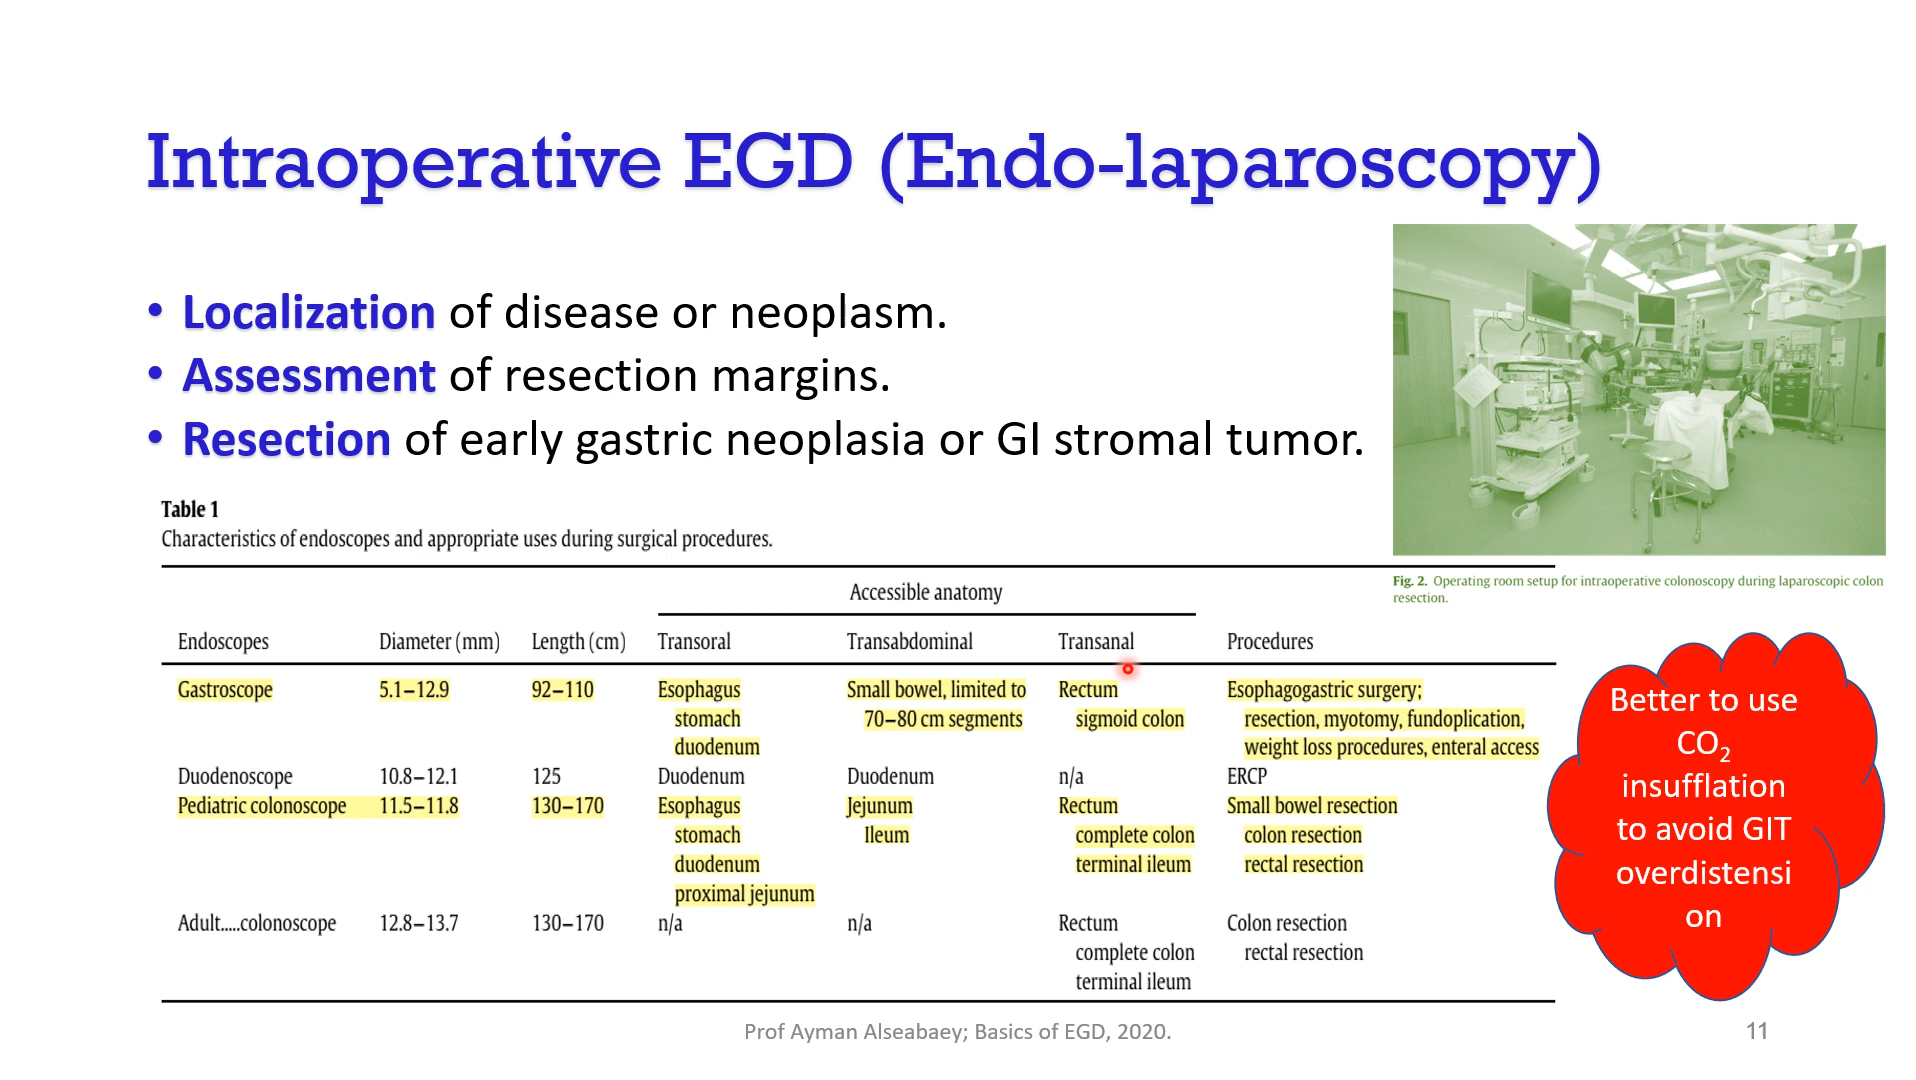 Intraoperative EGD (Endo-laparoscopy)
• Localization of disease or neoplasm.
• Assessment of resection margins.
• Resection of early gastric neoplasia or GI stromal tumor.
Fig. 2. Operating room setup for intraoperative colonoscopy during laparoscopic colon
resection.
Table 1
Characteristics of endoscopes and appropriate uses during surgical procedures.
Accessible anatomy
Endoscopes Diameter (mm) Length (cm) Transoral Transabdominal Transanal Procedures
Gastroscope 5.1–12.9 92–110 Esophagus Small bowel, limited to Rectum Esophagogastric surgery;
stomach 70–80 cm segments sigmoid colon resection, myotomy, fundoplication,
duodenum weight loss procedures, enteral access
Duodenoscope 10.8–12.1 125 Duodenum Duodenum n/a ERCP
Pediatric colonoscope 11.5–11.8 130–170 Esophagus Jejunum Rectum Small bowel resection
stomach Ileum complete colon colon resection
duodenum terminal ileum rectal resection
proximal jejunum
Adult.....colonoscope 12.8–13.7 130–170 n/a n/a Rectum Colon resection
complete colon rectal resection
terminal ileum
Better to use
CO2
insufflation
to avoid GIT
overdistensi
on
Prof Ayman Alseabaey; Basics of EGD, 2020.
11